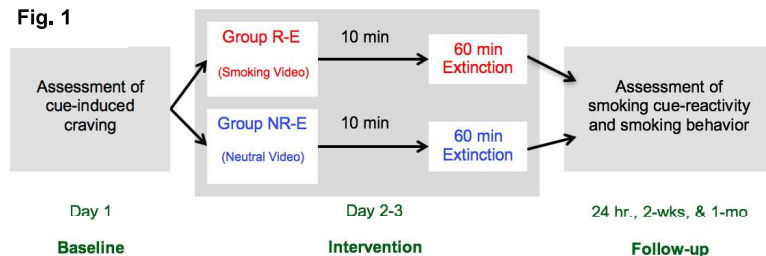 Fig. 1
Assessment of
cue-induced
craving
Group R-E
(Smoking Video)
10 min
60 min
Extinction
Group NR-E
(Neutral Video)
10 min
60 min
Extinction
Assessment of
smoking cue-reactivity
and smoking behavior
Day 1
Day 2-3
24 hr., 2-wks, & 1-mo
Baseline
Intervention
Follow-up